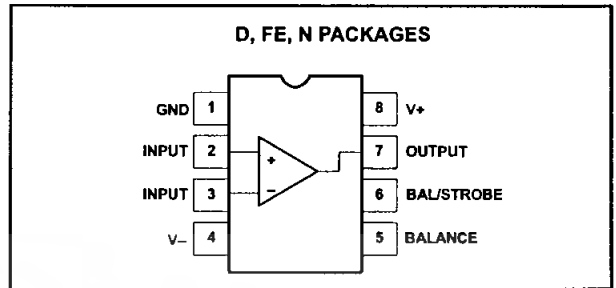 D, FE, N PACKAGES
GND 1 8 V+
INPUT 2 + 7 OUTPUT
INPUT 3 – 6 BAL/STROBE
V– 4 5 BALANCE